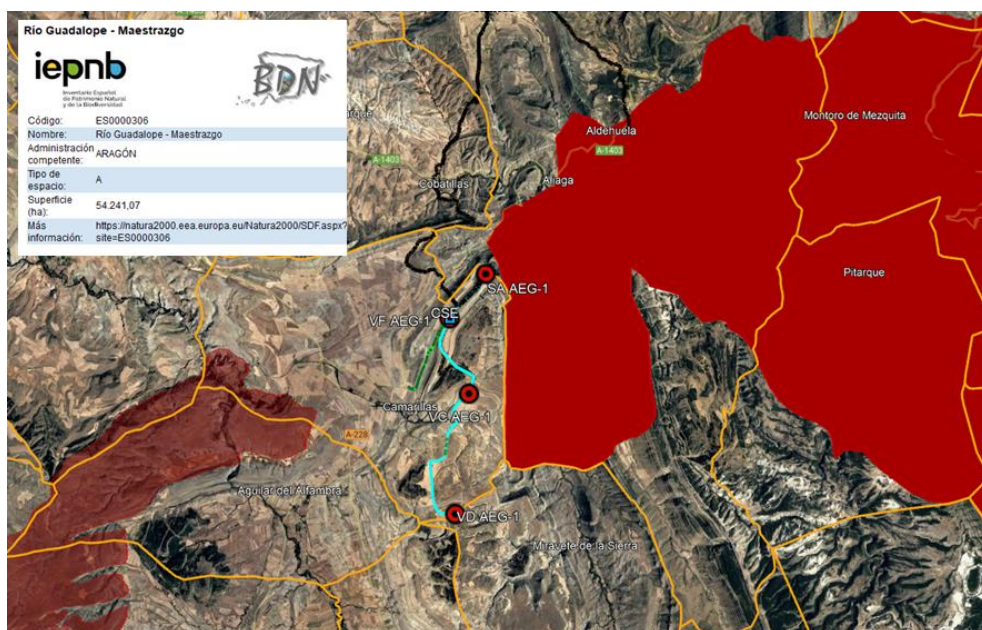 Río Guadalope - Maestrazgo
iepnb
Inventario Español
de Patrimonio Natural
y de la Biodiversidad
BDN
Código: ES0000306
Nombre: Río Guadalope - Maestrazgo
Administración
competente: ARAGÓN
Tipo de
espacio: A
Superficie
(ha): 54.241,07
Más
información: https://natura2000.eea.europa.eu/Natura2000/SDF.aspx?
site=ES0000306
Aldehuela
Montoro de Mezquita
A-1403
A-1403
Cobatillas
Aliaga
Pitarque
SA AEG-1
CSE
VF AEG-1
Camarillas
VC AEG-1
A-228
Aguilar del Alfambra
VD AEG-1
Miravete de la Sierra